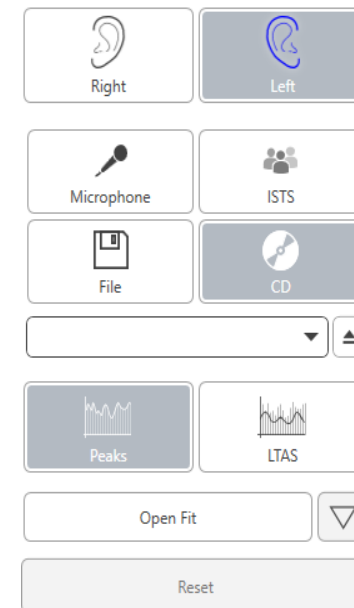 Right Left
Microphone ISTS
File CD
Peaks LTAS
Open Fit
Reset